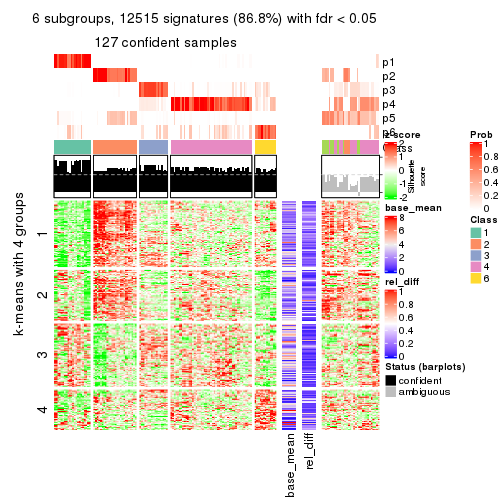 6 subgroups, 12515 signatures (86.8%) with fdr < 0.05
127 confident samples
p1
p2
p3
p4
p5
p6
Class
k-means with 4 groups
1
2
3
4
base_mean
rel_diff
z-score
2
1
0
-1
-2
Silhouette
score
base_mean
8
6
4
2
0
rel_diff
1
0.8
0.6
0.4
0.2
0
Status (barplots)
confident
ambiguous
Prob
1
0.8
0.6
0.4
0.2
0
Class
1
2
3
4
6